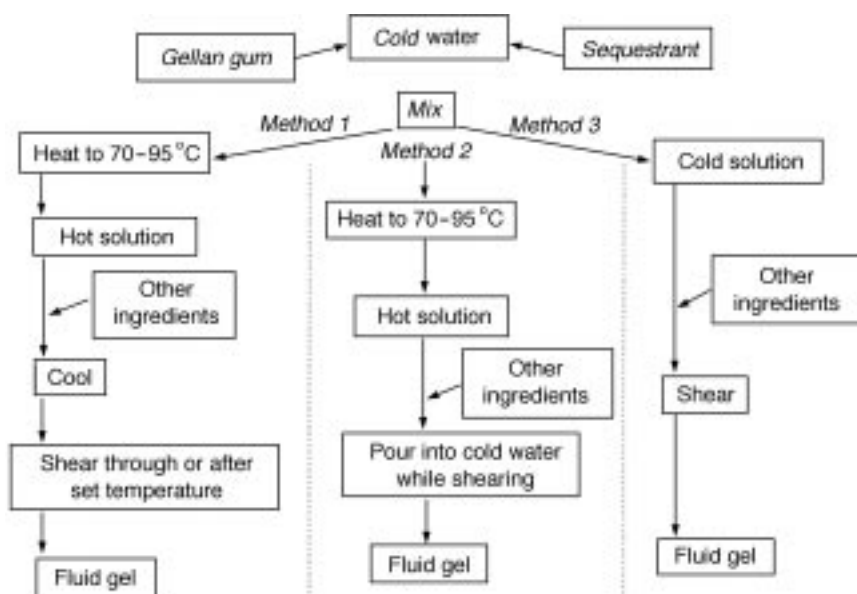 Gellan gum
Cold water
Sequestrant
Mix
Method 1
Method 2
Method 3
Heat to 70–95 °C
Hot solution
Other
ingredients
Cool
Shear through or after
set temperature
Fluid gel
Heat to 70–95 °C
Hot solution
Other
ingredients
Pour into cold water
while shearing
Fluid gel
Cold solution
Other
ingredients
Shear
Fluid gel